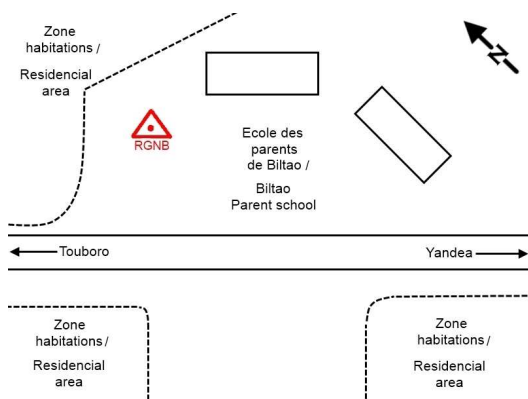 Zone
habitations /
Residencial
area
N
RGNB
Ecole des
parents
de Biltao /
Biltao
Parent school
Touboro
Yandea
Zone
habitations /
Residencial
area
Zone
habitations /
Residencial
area